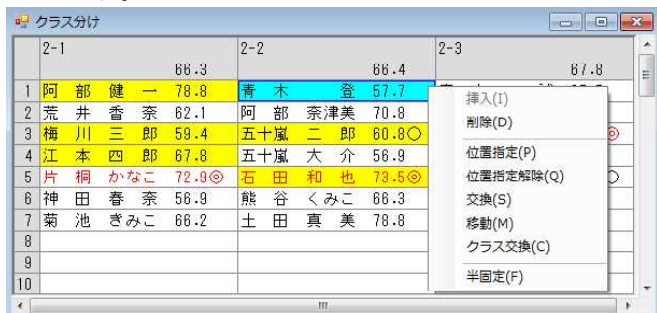 クラス分け
2-1 2-2 2-3
66.3 66.4 67.8
1 阿部 健一 78.8 青木 登 57.7
2 荒井 香奈 62.1 阿部 奈津美 70.8
3 梅川 三郎 59.4 五十嵐 二郎 60.8○ ◎
4 江本 四郎 67.8 五十嵐 大介 56.9
5 片桐 かなこ 72.9◎ 石田 和也 73.5◎ ○
6 神田 春奈 56.9 熊谷 くみこ 66.3
7 菊池 きみこ 66.2 土田 真美 78.8
8
9
10
挿入(I)
削除(D)
位置指定(P)
位置指定解除(Q)
交換(S)
移動(M)
クラス交換(C)
半固定(F)